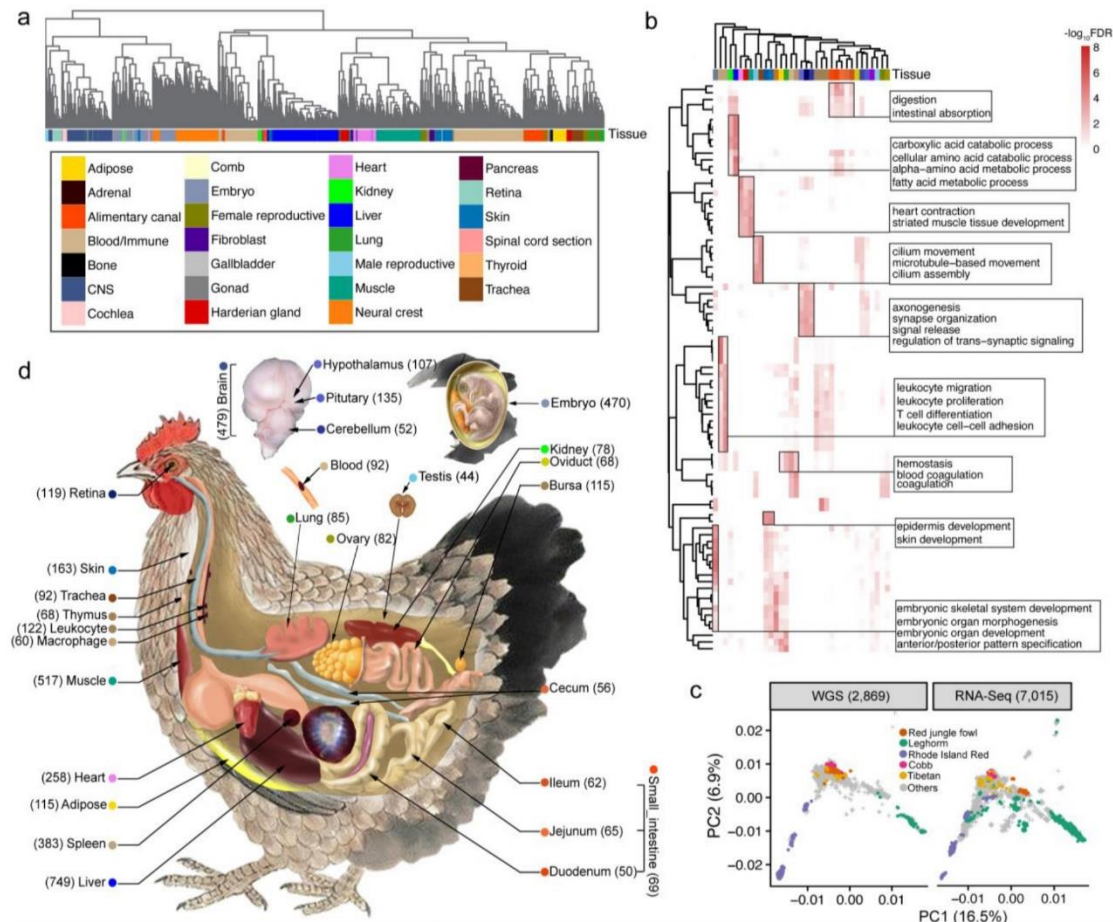 a
Tissue
Adipose
Adrenal
Alimentary canal
Blood/Immune
Bone
CNS
Cochlea
Comb
Embryo
Female reproductive
Fibroblast
Gallbladder
Gonad
Harderian gland
Heart
Kidney
Liver
Lung
Male reproductive
Muscle
Neural crest
Pancreas
Retina
Skin
Spinal cord section
Thyroid
Trachea
b
-log10FDR
8
6
4
2
0
Tissue
digestion
intestinal absorption
carboxylic acid catabolic process
cellular amino acid catabolic process
alpha-amino acid metabolic process
fatty acid metabolic process
heart contraction
striated muscle tissue development
cilium movement
microtubule-based movement
cilium assembly
axonogenesis
synapse organization
signal release
regulation of trans-synaptic signaling
leukocyte migration
leukocyte proliferation
T cell differentiation
leukocyte cell-cell adhesion
hemostasis
blood coagulation
coagulation
epidermis development
skin development
embryonic skeletal system development
embryonic organ morphogenesis
embryonic organ development
anterior/posterior pattern specification
d
(479) Brain
Hypothalamus (107)
Pitutary (135)
Cerebellum (52)
Embryo (470)
Blood (92)
Testis (44)
Kidney (78)
Oviduct (68)
Bursa (115)
Lung (85)
Ovary (82)
(119) Retina
(163) Skin
(92) Trachea
(68) Thymus
(122) Leukocyte
(60) Macrophage
(517) Muscle
(258) Heart
(115) Adipose
(383) Spleen
(749) Liver
Cecum (56)
Ileum (62)
Jejunum (65)
Duodenum (50)
Small_intestine (69)
c
WGS (2,869)
RNA-Seq (7,015)
Red jungle fowl
Leghorm
Rhode Island Red
Cobb
Tibetan
Others
PC2 (6.9%)
0.02
0.01
0.00
−0.01
−0.02
−0.01 0.00 0.01
−0.01 0.00 0.01
PC1 (16.5%)